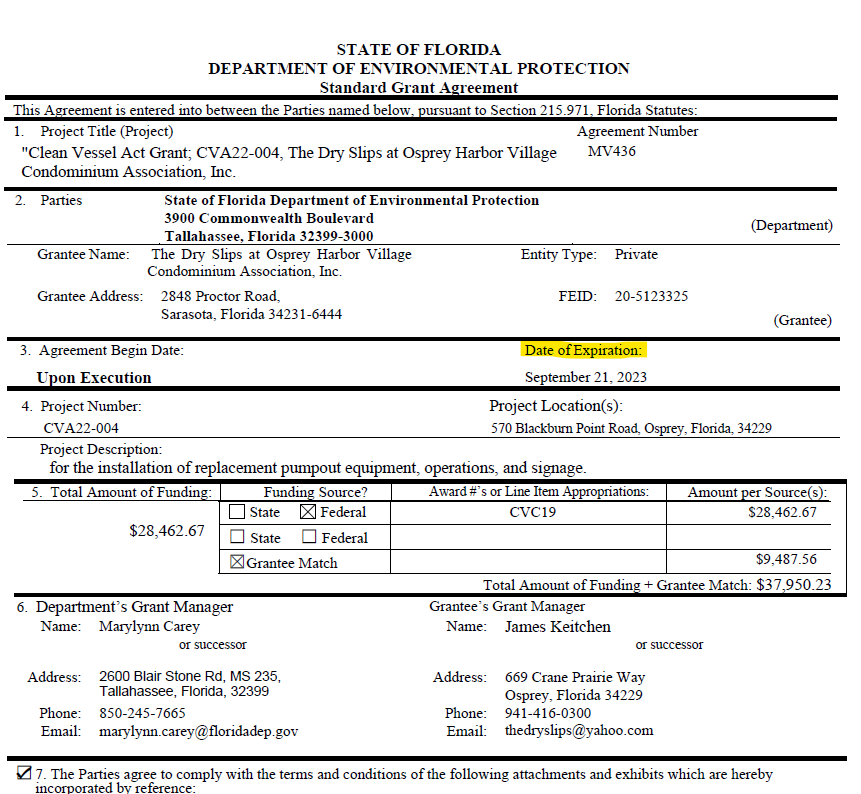 STATE OF FLORIDA
DEPARTMENT OF ENVIRONMENTAL PROTECTION
Standard Grant Agreement
This Agreement is entered into between the Parties named below, pursuant to Section 215.971, Florida Statutes:
1. Project Title (Project) Agreement Number
"Clean Vessel Act Grant; CVA22-004, The Dry Slips at Osprey Harbor Village MV436
Condominium Association, Inc.
2. Parties State of Florida Department of Environmental Protection
3900 Commonwealth Boulevard
Tallahassee, Florida 32399-3000 (Department)
Grantee Name: The Dry Slips at Osprey Harbor Village Entity Type: Private
Condominium Association, Inc.
Grantee Address: 2848 Proctor Road, FEID: 20-5123325
Sarasota, Florida 34231-6444 (Grantee)
3. Agreement Begin Date: Date of Expiration:
Upon Execution September 21, 2023
4. Project Number: Project Location(s):
CVA22-004 570 Blackburn Point Road, Osprey, Florida, 34229
Project Description:
for the installation of replacement pumpout equipment, operations, and signage.
5. Total Amount of Funding: Funding Source? Award #'s or Line Item Appropriations: Amount per Source(s):
$28,462.67 ☐ State ☒ Federal CVC19 $28,462.67
☐ State ☐ Federal
☒ Grantee Match $9,487.56
Total Amount of Funding + Grantee Match: $37,950.23
6. Department's Grant Manager Grantee's Grant Manager
Name: Marylynn Carey Name: James Keitchen
or successor or successor
Address: 2600 Blair Stone Rd, MS 235, Address: 669 Crane Prairie Way
Tallahassee, Florida, 32399 Osprey, Florida 34229
Phone: 850-245-7665 Phone: 941-416-0300
Email: marylynn.carey@floridadep.gov Email: thedryslips@yahoo.com
☑ 7. The Parties agree to comply with the terms and conditions of the following attachments and exhibits which are hereby
incorporated by reference: